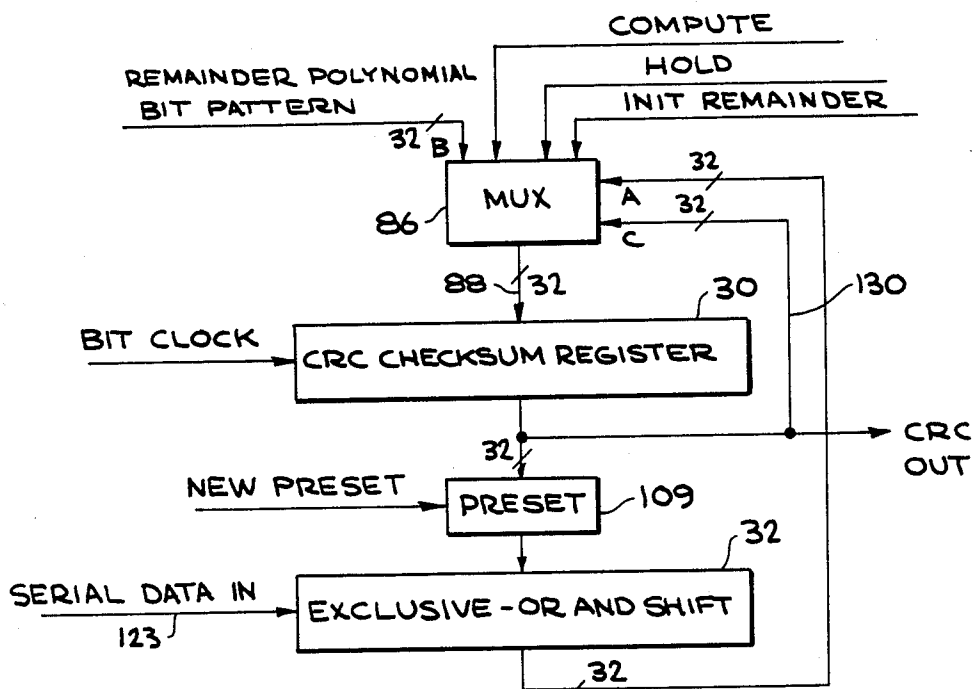 COMPUTE
HOLD
INIT REMAINDER
REMAINDER POLYNOMIAL
BIT PATTERN
32
B
MUX
86
32
A
32
C
88
32
30
130
BIT CLOCK
CRC CHECKSUM REGISTER
CRC
OUT
32
NEW PRESET
PRESET
109
32
SERIAL DATA IN
123
EXCLUSIVE-OR AND SHIFT
32